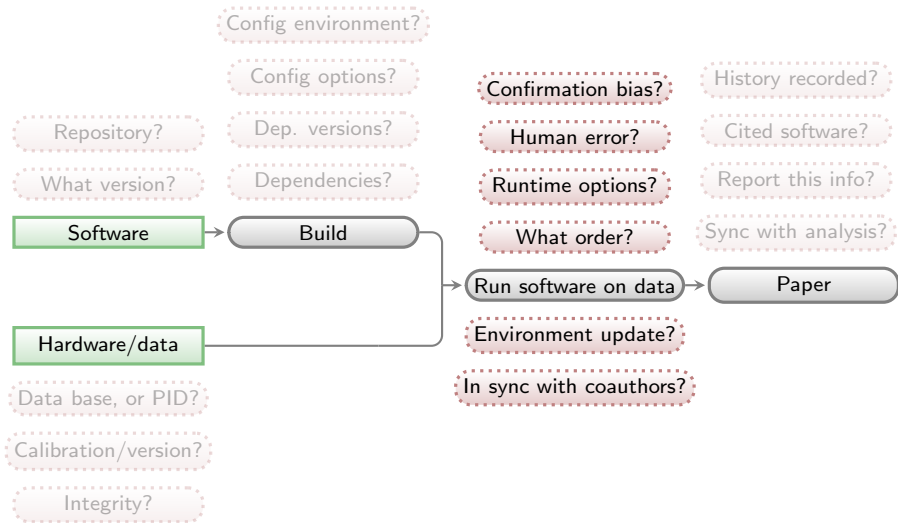 Config environment?
Config options?
Dep. versions?
Dependencies?
Repository?
What version?
Software
Build
Confirmation bias?
Human error?
Runtime options?
What order?
Run software on data
Environment update?
In sync with coauthors?
History recorded?
Cited software?
Report this info?
Sync with analysis?
Paper
Hardware/data
Data base, or PID?
Calibration/version?
Integrity?